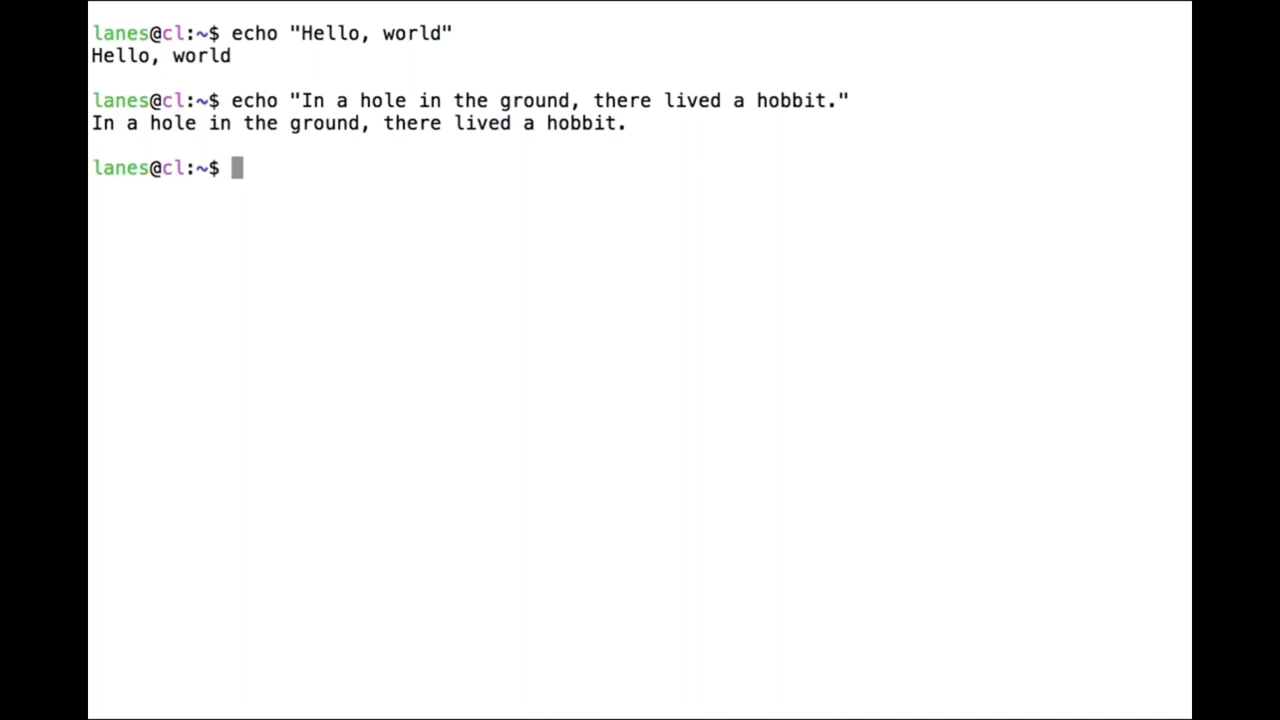 lanes@cl:~$ echo "Hello, world"
Hello, world
lanes@cl:~$ echo "In a hole in the ground, there lived a hobbit."
In a hole in the ground, there lived a hobbit.
lanes@cl:~$